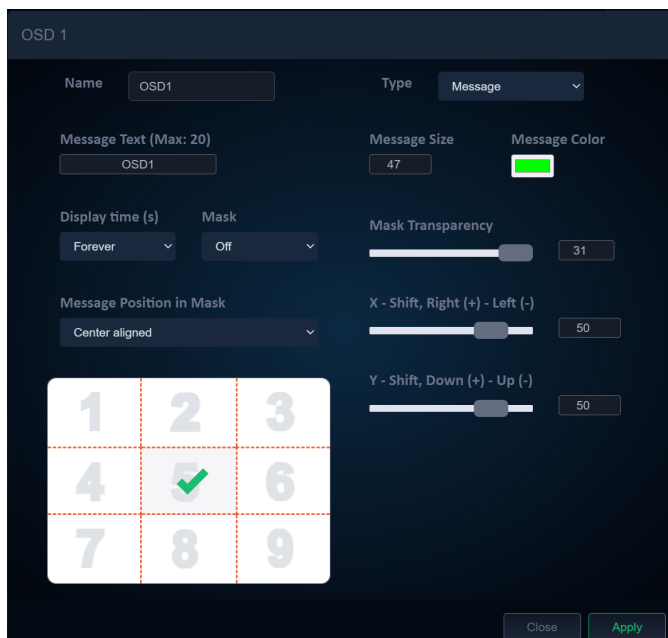 OSD 1
Name OSD1 Type Message
Message Text (Max: 20) Message Size Message Color
OSD1 47
Display time (s) Mask Mask Transparency
Forever Off 31
Message Position in Mask X - Shift, Right (+) - Left (-)
Center aligned 50
Y - Shift, Down (+) - Up (-)
50
1 2 3
4 5 6
7 8 9
Close Apply